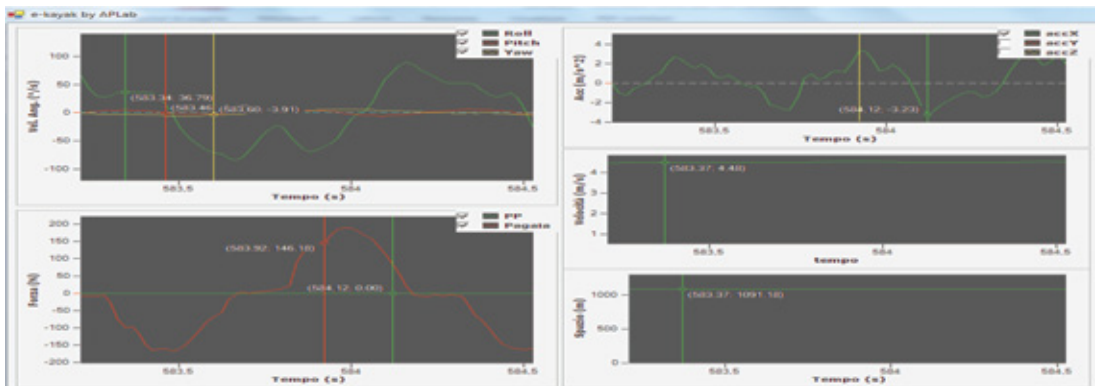 e-kayak by APLab
Roll
Pitch
Yaw
100
50
0
-50
-100
Vel. Ang. (°/s)
(583.34: 36.79)
(583.46
(583.60: -3.91)
583.5
584
584.5
Tempo (s)
PP
Pagaia
200
150
100
50
0
-50
-100
-150
-200
Forza (N)
(583.92: 146.18)
(584.12: 0.00)
583.5
584
584.5
Tempo (s)
accX
accY
accZ
4
2
0
-2
-4
Acc (m/s^2)
(584.12: -3.23)
583.5
584
584.5
Tempo (s)
4
3
2
1
Velocità (m/s)
(583.37: 4.48)
583.5
584
584.5
tempo
1000
500
0
Spazio (m)
(583.37: 1091.18)
583.5
584
584.5
Tempo (s)